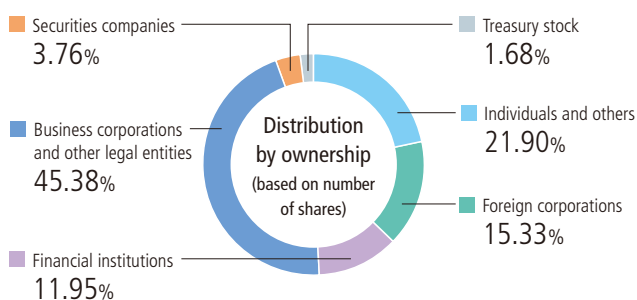 Securities companies
3.76%
Business corporations
and other legal entities
45.38%
Financial institutions
11.95%
Distribution
by ownership
(based on number
of shares)
Treasury stock
1.68%
Individuals and others
21.90%
Foreign corporations
15.33%